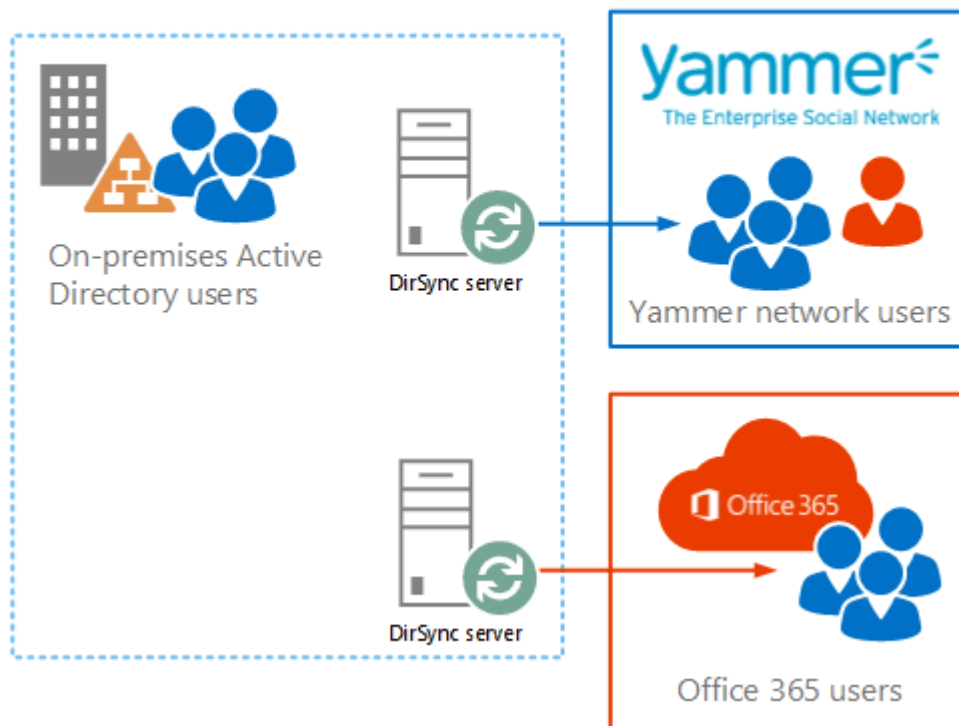 yammer
The Enterprise Social Network
On-premises Active
Directory users
DirSync server
Yammer network users
Office 365
DirSync server
Office 365 users